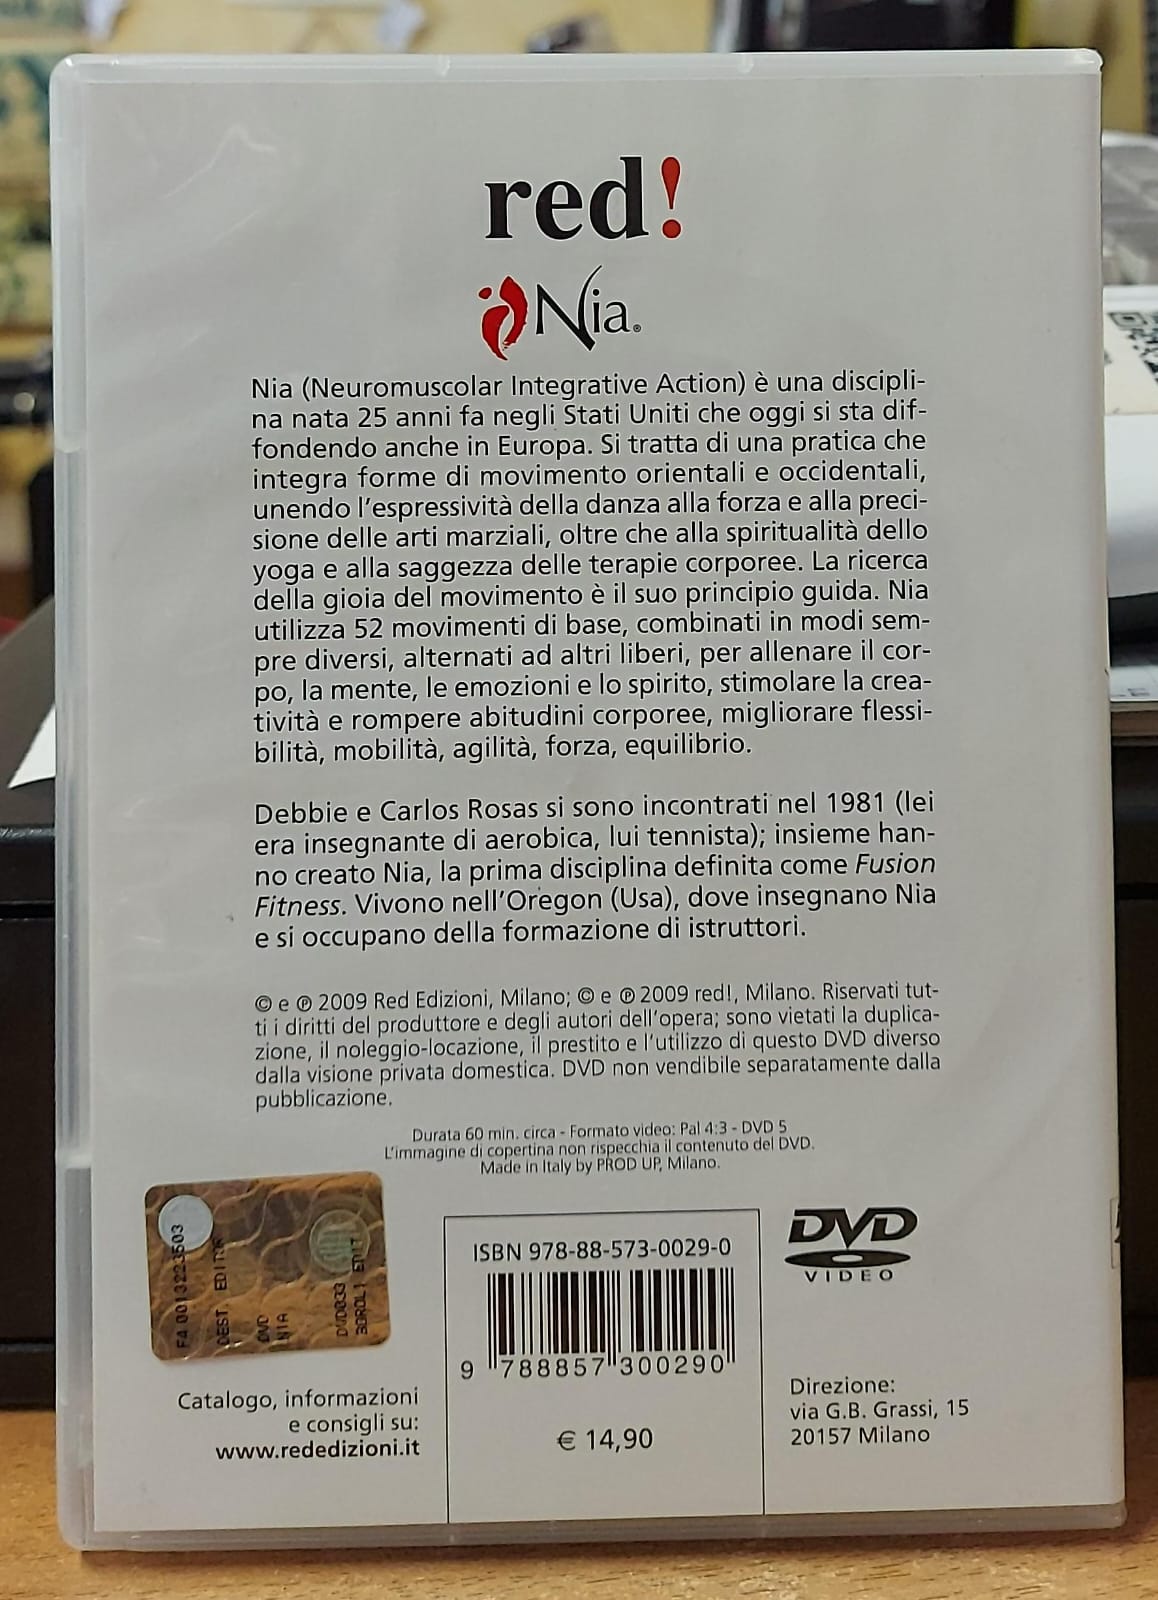 red!
Nia®
Nia (Neuromuscolar Integrative Action) è una discipli-
na nata 25 anni fa negli Stati Uniti che oggi si sta dif-
fondendo anche in Europa. Si tratta di una pratica che
integra forme di movimento orientali e occidentali,
unendo l'espressività della danza alla forza e alla preci-
sione delle arti marziali, oltre che alla spiritualità dello
yoga e alla saggezza delle terapie corporee. La ricerca
della gioia del movimento è il suo principio guida. Nia
utilizza 52 movimenti di base, combinati in modi sem-
pre diversi, alternati ad altri liberi, per allenare il cor-
po, la mente, le emozioni e lo spirito, stimolare la crea-
tività e rompere abitudini corporee, migliorare flessi-
bilità, mobilità, agilità, forza, equilibrio.
Debbie e Carlos Rosas si sono incontrati nel 1981 (lei
era insegnante di aerobica, lui tennista); insieme han-
no creato Nia, la prima disciplina definita come Fusion
Fitness. Vivono nell'Oregon (Usa), dove insegnano Nia
e si occupano della formazione di istruttori.
© e ℗ 2009 Red Edizioni, Milano; © e ℗ 2009 red!, Milano. Riservati tut-
ti i diritti del produttore e degli autori dell'opera; sono vietati la duplica-
zione, il noleggio-locazione, il prestito e l'utilizzo di questo DVD diverso
dalla visione privata domestica. DVD non vendibile separatamente dalla
pubblicazione.
Durata 60 min. circa - Formato video: Pal 4:3 - DVD 5
L'immagine di copertina non rispecchia il contenuto del DVD.
Made in Italy by PROD UP, Milano.
FA 0013223503
DEST. EDITOR
DVD
NIA
DVD033
BOROLI EDIT
Catalogo, informazioni
e consigli su:
www.rededizioni.it
ISBN 978-88-573-0029-0
9 788857 300290
€ 14,90
DVD
VIDEO
Direzione:
via G.B. Grassi, 15
20157 Milano